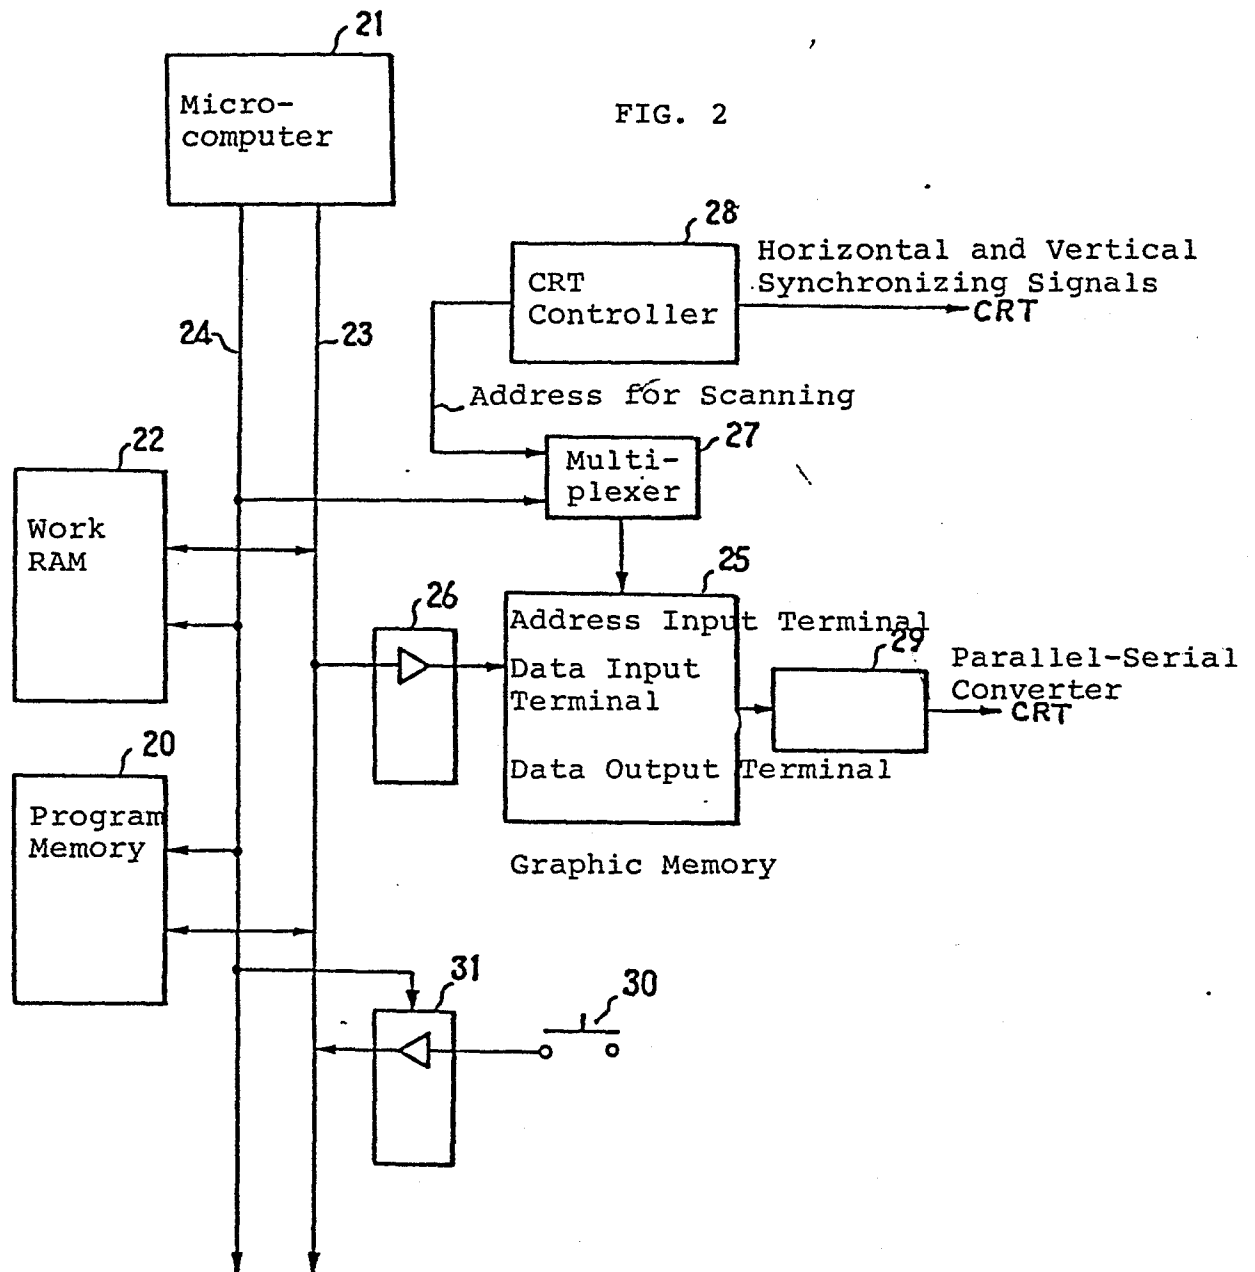 21
Micro-
computer
FIG. 2
28
CRT
Controller
Horizontal and Vertical
Synchronizing Signals
CRT
24
23
Address for Scanning
22
Work
RAM
27
Multi-
plexer
25
26
Address Input Terminal
Data Input
Terminal
Data Output Terminal
Graphic Memory
29
Parallel-Serial
Converter
CRT
20
Program
Memory
31
30